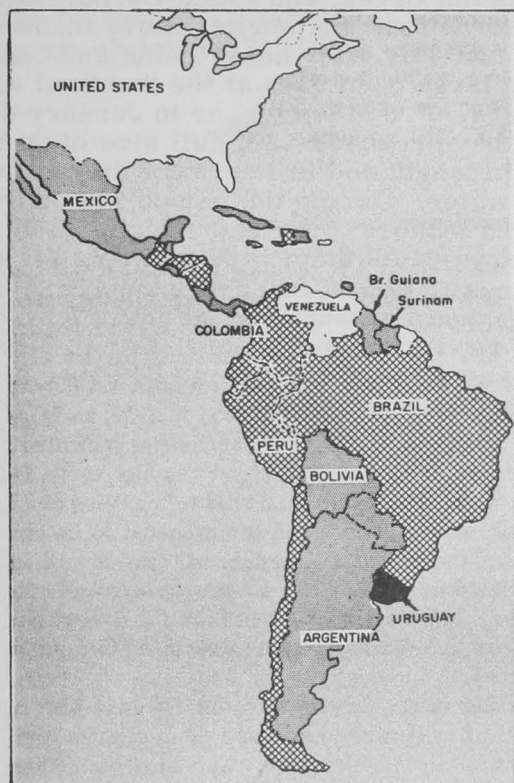 UNITED STATES
MEXICO
Br. Guiana
Surinam
VENEZUELA
COLOMBIA
BRAZIL
PERU
BOLIVIA
URUGUAY
ARGENTINA